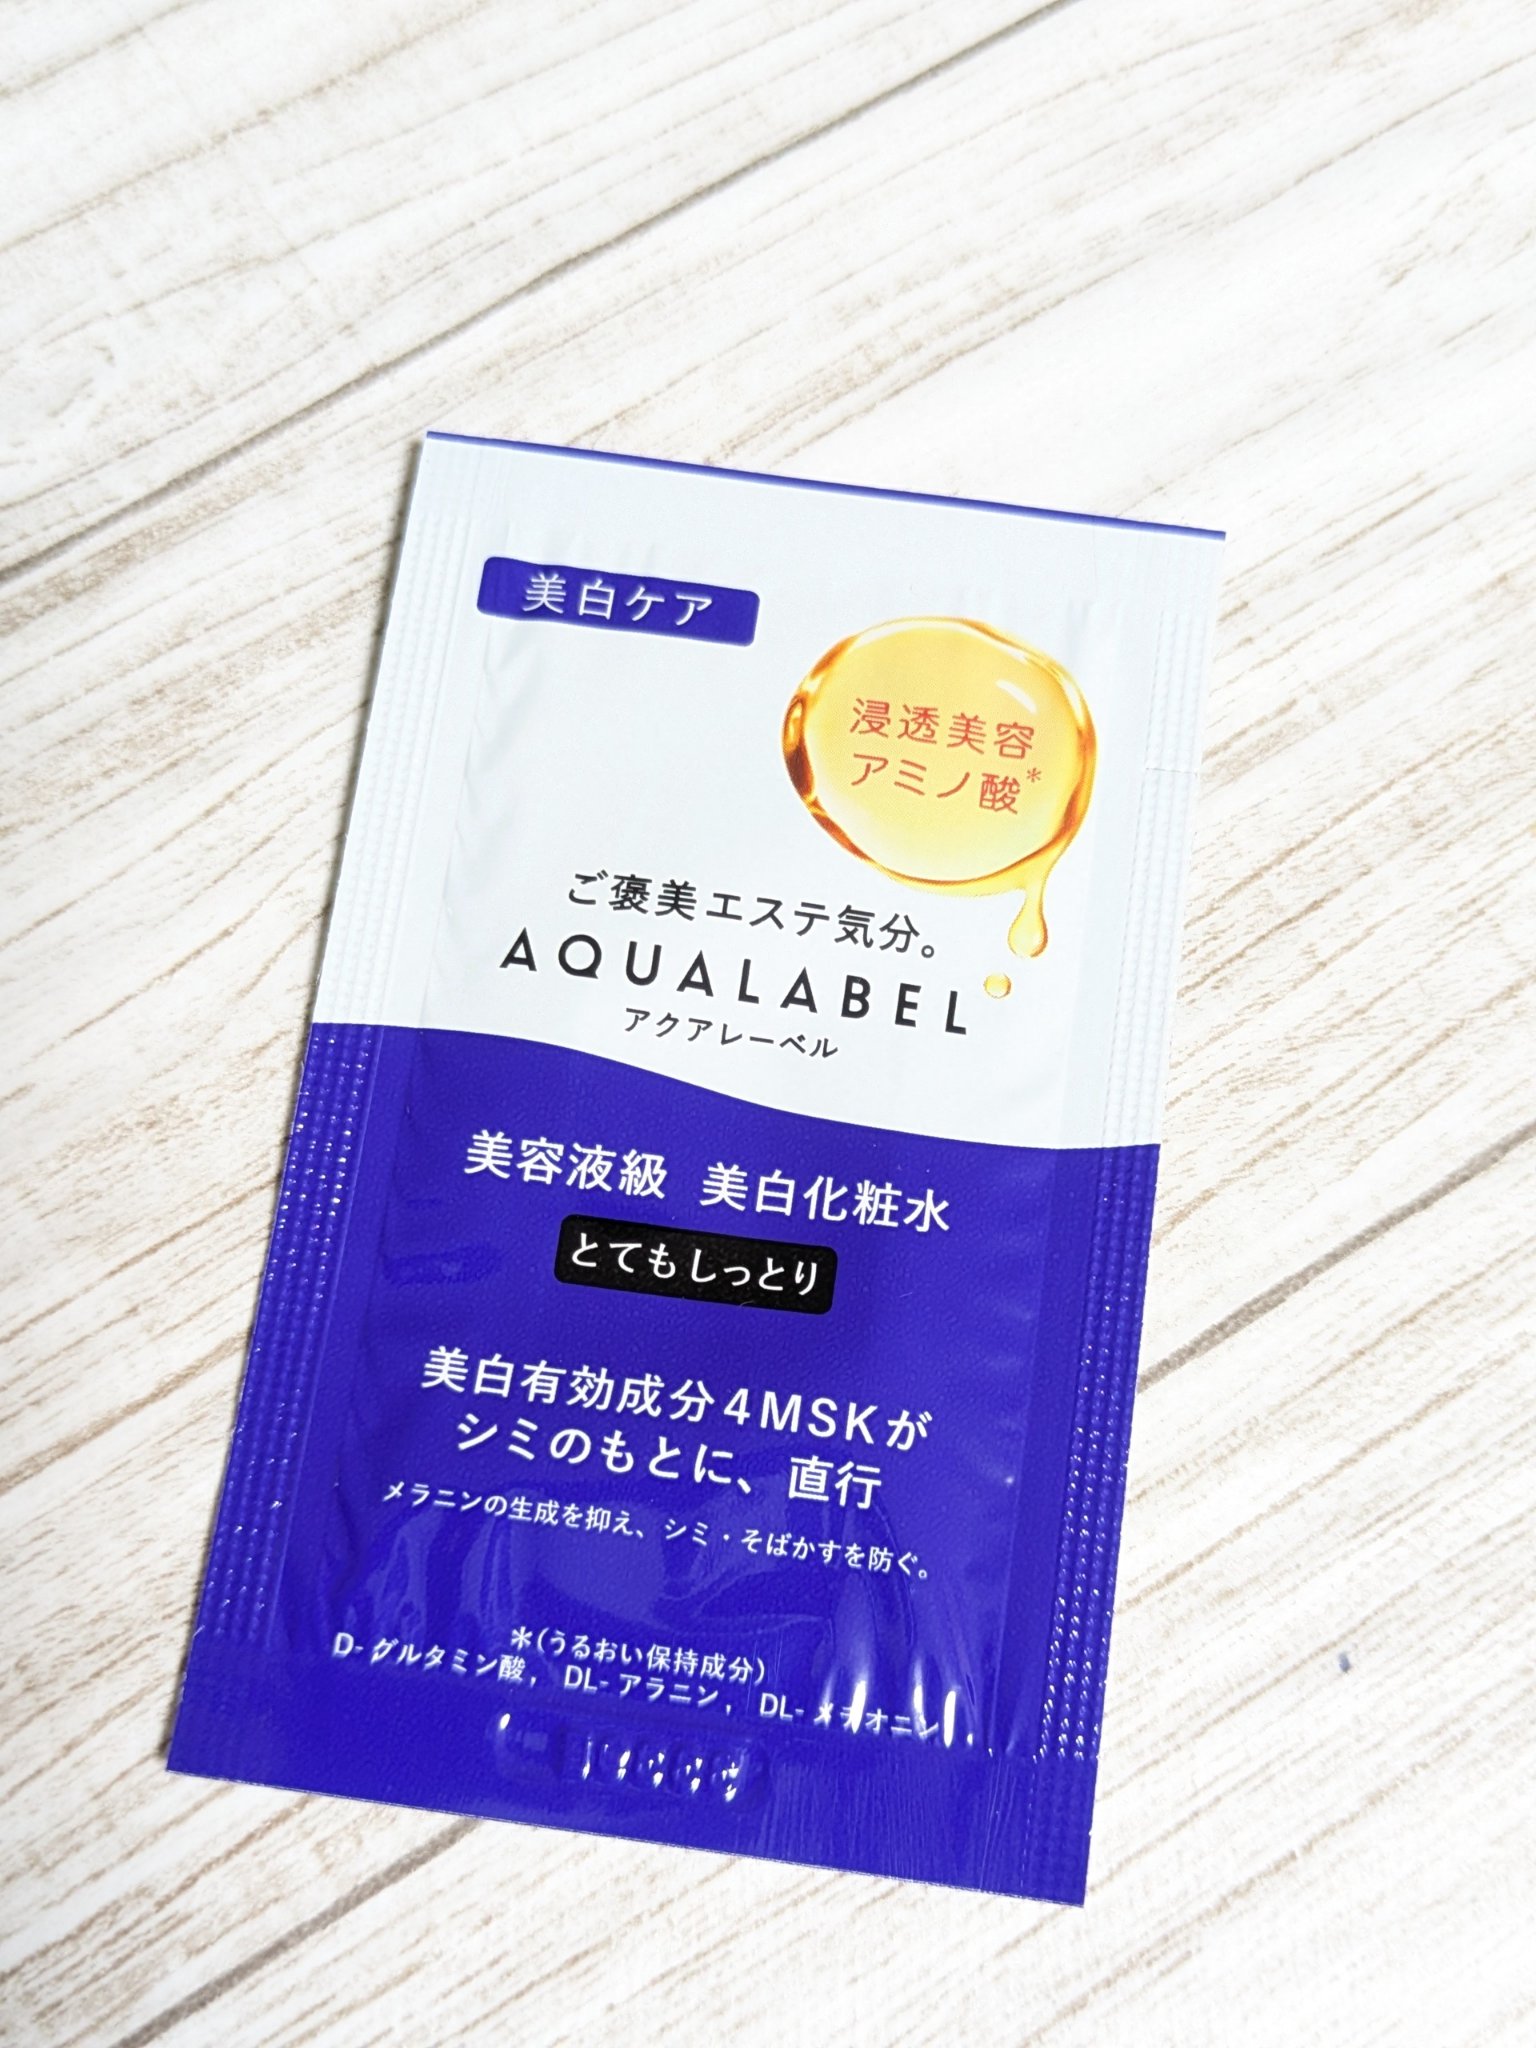 美白ケア
浸透美容
アミノ酸*
ご褒美エステ気分。
AQUALABEL
アクアレーベル
美容液級 美白化粧水
とてもしっとり
美白有効成分4MSKが
シミのもとに、直行
メラニンの生成を抑え、シミ・そばかすを防ぐ。
*(うるおい保持成分)
D-グルタミン酸, DL-アラニン, DL-メチオニン